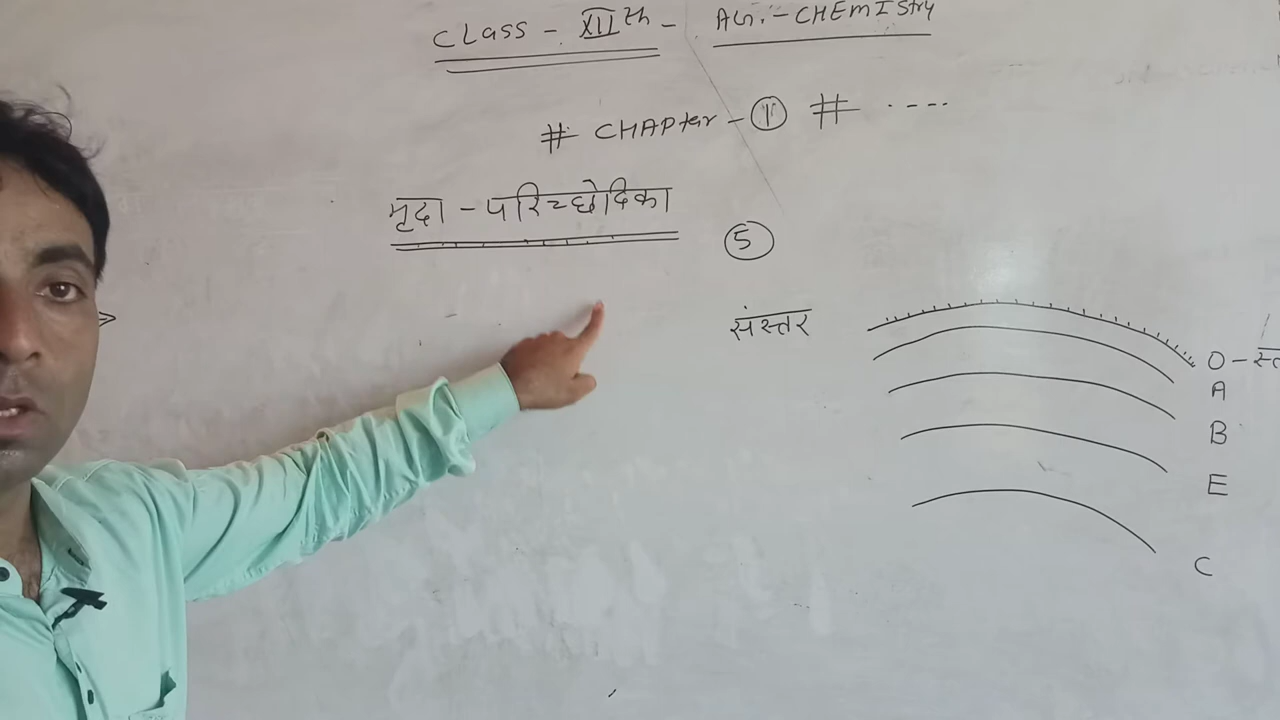 CLass - XIIth - AG.-CHEMIStry
# CHAPter - 1 # ----
मृदा - परिच्छेदिका
5
संस्तर
O -
A
B
E
C